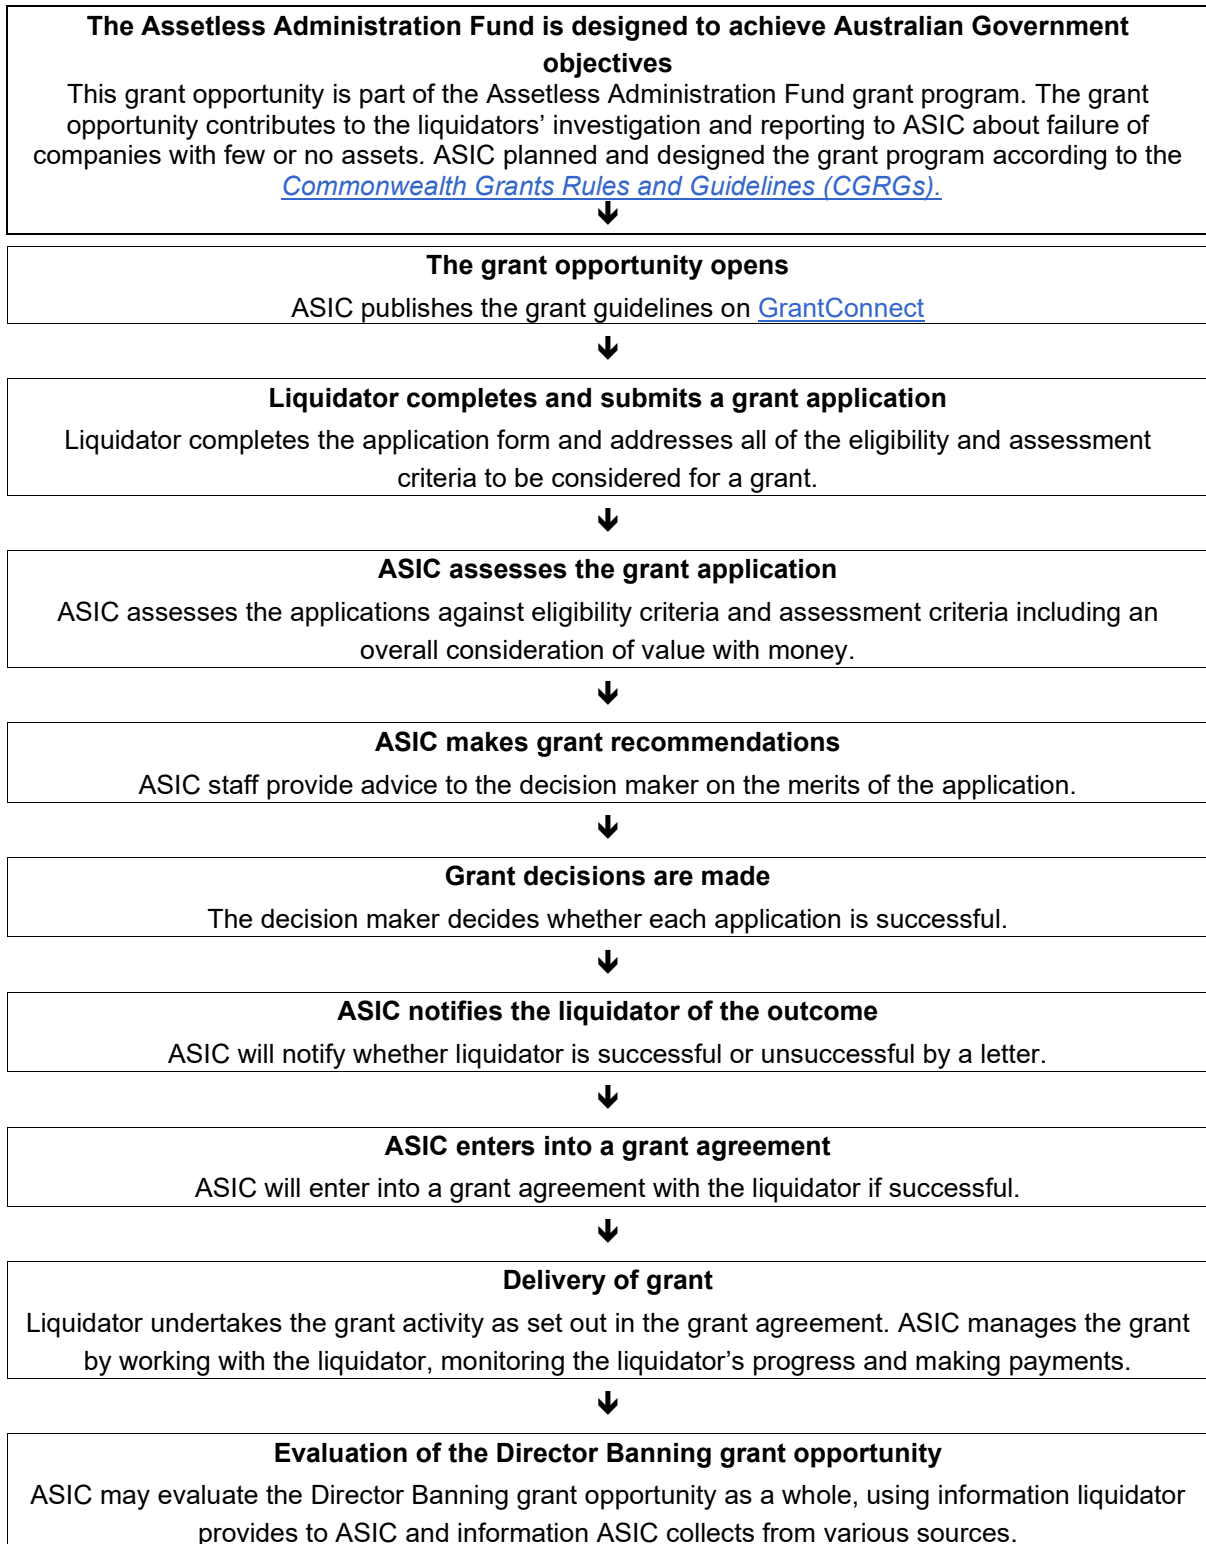 The Assetless Administration Fund is designed to achieve Australian Government
objectives
This grant opportunity is part of the Assetless Administration Fund grant program. The grant
opportunity contributes to the liquidators’ investigation and reporting to ASIC about failure of
companies with few or no assets. ASIC planned and designed the grant program according to the
Commonwealth Grants Rules and Guidelines (CGRGs).
The grant opportunity opens
ASIC publishes the grant guidelines on GrantConnect
Liquidator completes and submits a grant application
Liquidator completes the application form and addresses all of the eligibility and assessment
criteria to be considered for a grant.
ASIC assesses the grant application
ASIC assesses the applications against eligibility criteria and assessment criteria including an
overall consideration of value with money.
ASIC makes grant recommendations
ASIC staff provide advice to the decision maker on the merits of the application.
Grant decisions are made
The decision maker decides whether each application is successful.
ASIC notifies the liquidator of the outcome
ASIC will notify whether liquidator is successful or unsuccessful by a letter.
ASIC enters into a grant agreement
ASIC will enter into a grant agreement with the liquidator if successful.
Delivery of grant
Liquidator undertakes the grant activity as set out in the grant agreement. ASIC manages the grant
by working with the liquidator, monitoring the liquidator’s progress and making payments.
Evaluation of the Director Banning grant opportunity
ASIC may evaluate the Director Banning grant opportunity as a whole, using information liquidator
provides to ASIC and information ASIC collects from various sources.